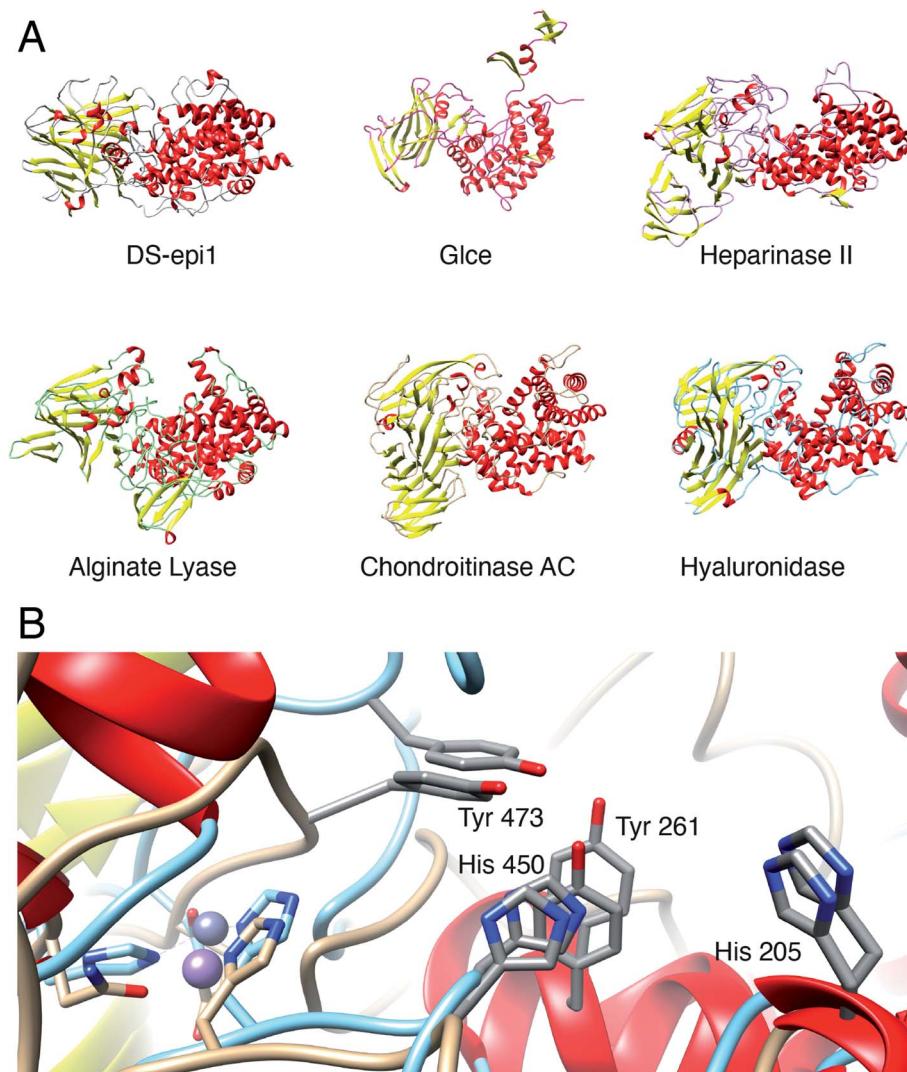 A
DS-epi1 Glce Heparinase II
Alginate Lyase Chondroitinase AC Hyaluronidase
B
Tyr 473 Tyr 261
His 450
His 205